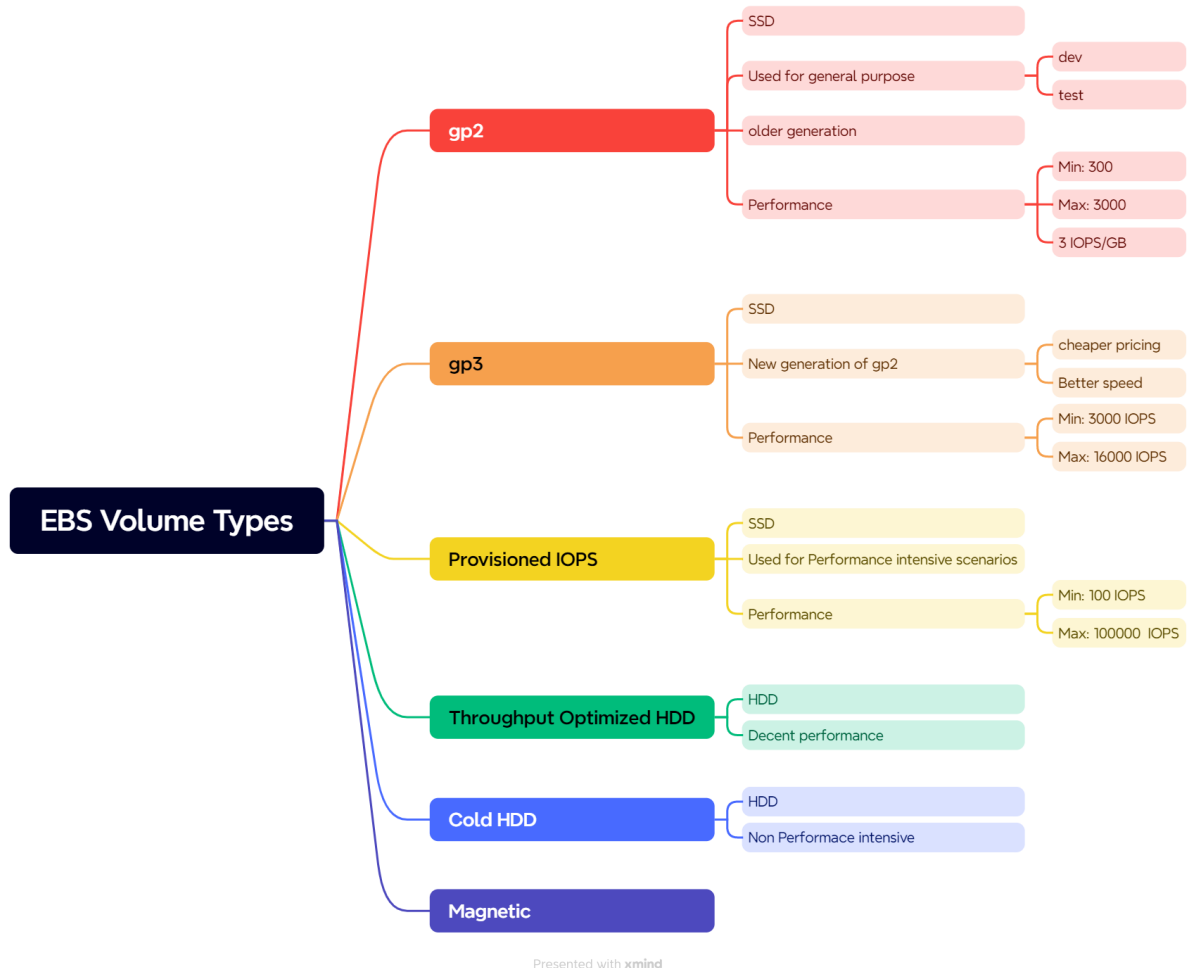 EBS Volume Types
gp2
SSD
Used for general purpose
dev
test
older generation
Performance
Min: 300
Max: 3000
3 IOPS/GB
gp3
SSD
New generation of gp2
cheaper pricing
Better speed
Performance
Min: 3000 IOPS
Max: 16000 IOPS
Provisioned IOPS
SSD
Used for Performance intensive scenarios
Performance
Min: 100 IOPS
Max: 100000 IOPS
Throughput Optimized HDD
HDD
Decent performance
Cold HDD
HDD
Non Performace intensive
Magnetic
Presented with xmind